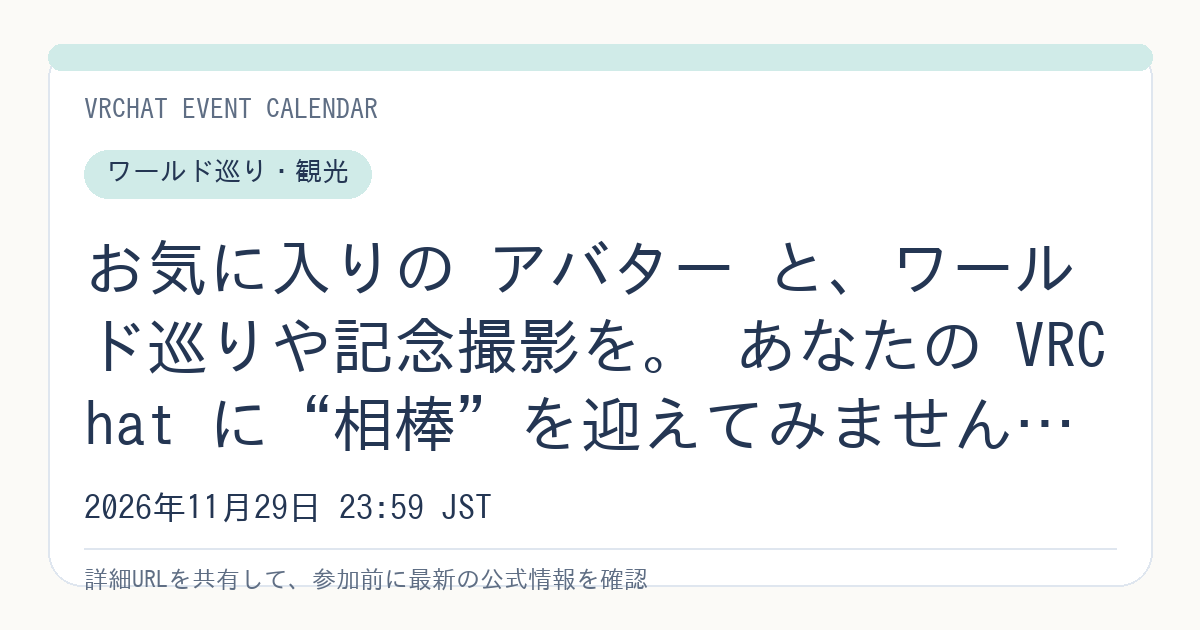 VRCHAT EVENT CALENDAR
ワールド巡り・観光
お気に入りの アバター と、ワール
ド巡りや記念撮影を。 あなたの VRC
hat に “相棒” を迎えてみません…
2026年11月29日 23:59 JST
詳細URLを共有して、参加前に最新の公式情報を確認